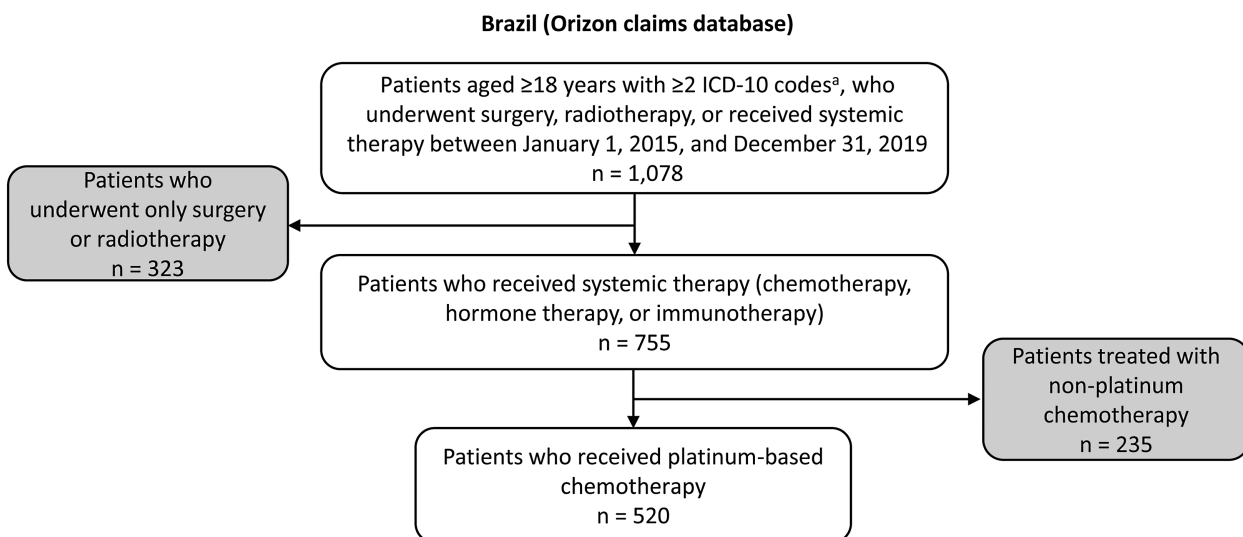 Brazil (Orizon claims database)
Patients aged ≥18 years with ≥2 ICD-10 codesᵃ, who
underwent surgery, radiotherapy, or received systemic
therapy between January 1, 2015, and December 31, 2019
n = 1,078
Patients who
underwent only surgery
or radiotherapy
n = 323
Patients who received systemic therapy (chemotherapy,
hormone therapy, or immunotherapy)
n = 755
Patients treated with
non-platinum
chemotherapy
n = 235
Patients who received platinum-based
chemotherapy
n = 520